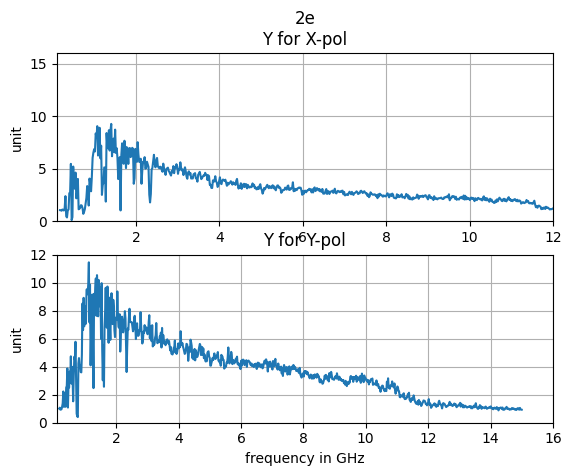 2e
Y for X-pol
15
10
5
0
unit
2 4 6 8 10 12
Y for Y-pol
12
10
8
6
4
2
0
unit
2 4 6 8 10 12 14 16
frequency in GHz